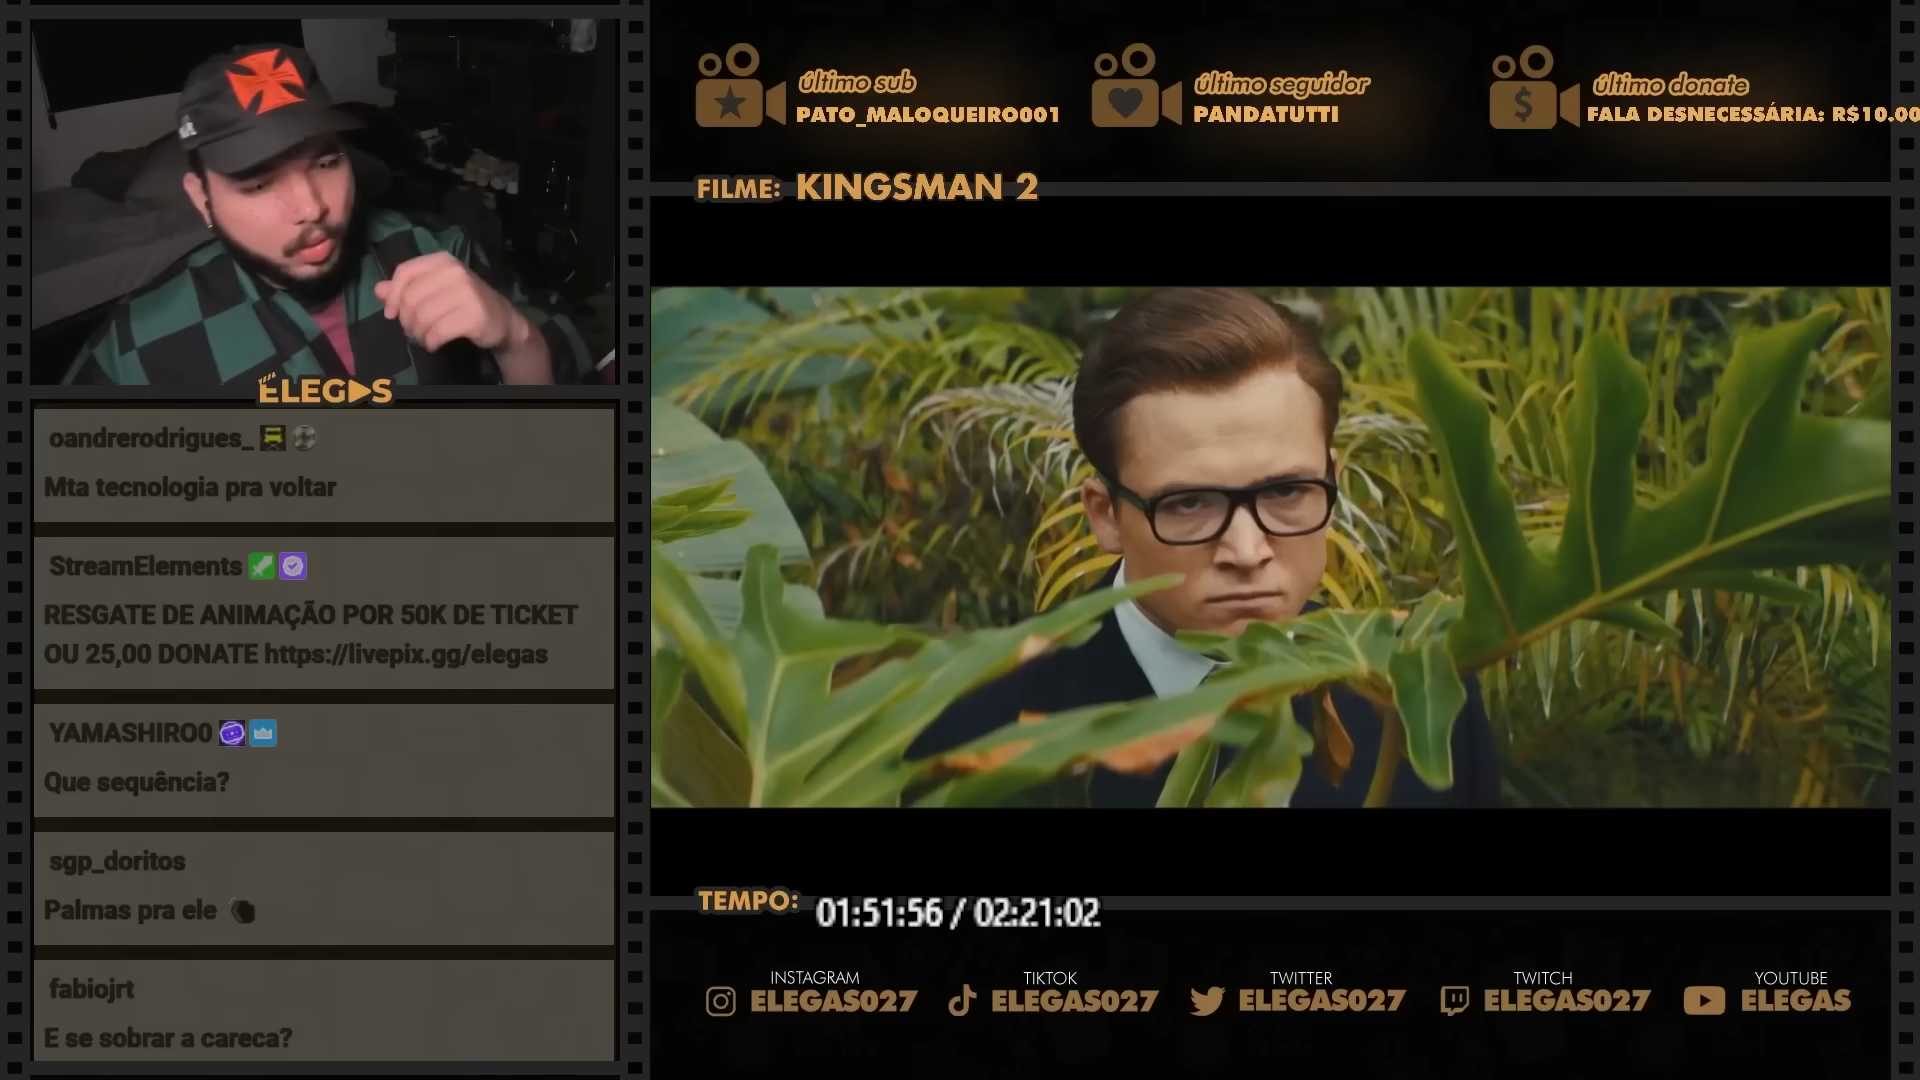 último sub
PATO_MALOQUEIRO001
último seguidor
PANDATUTTI
último donate
FALA DESNECESSÁRIA: R$10.00
FILME: KINGSMAN 2
ELEGAS
oandrerodrigues_
Mta tecnologia pra voltar
StreamElements
RESGATE DE ANIMAÇÃO POR 50K DE TICKET
OU 25,00 DONATE https://livepix.gg/elegas
YAMASHIRO0
Que sequência?
sgp_doritos
Palmas pra ele
fabiojrt
E se sobrar a careca?
TEMPO: 01:51:56 / 02:21:02
INSTAGRAM
ELEGAS027
TIKTOK
ELEGAS027
TWITTER
ELEGAS027
TWITCH
ELEGAS027
YOUTUBE
ELEGAS